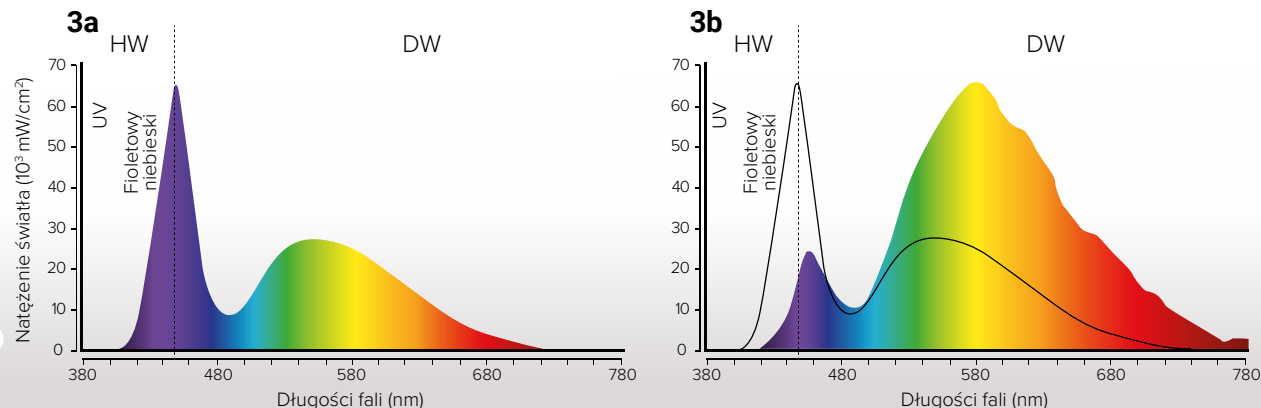 3a
HW
DW
70
60
50
40
30
20
10
0
Natężenie światła (10³ mW/cm²)
UV
Fioletowy
niebieski
380
480
580
680
780
Długości fali (nm)
3b
HW
DW
70
60
50
40
30
20
10
0
UV
Fioletowy
niebieski
380
480
580
680
780
Długości fali (nm)